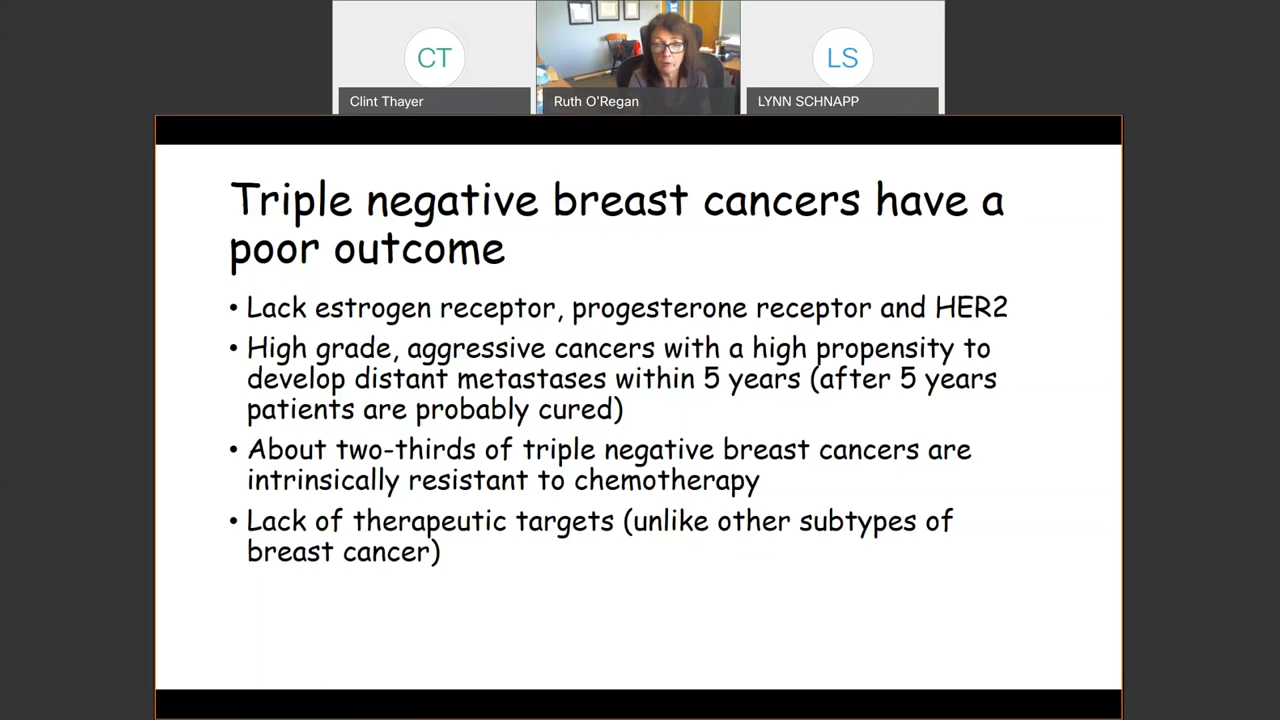 CT
LS
Clint Thayer
Ruth O'Regan
LYNN SCHNAPP
Triple negative breast cancers have a
poor outcome
• Lack estrogen receptor, progesterone receptor and HER2
• High grade, aggressive cancers with a high propensity to
develop distant metastases within 5 years (after 5 years
patients are probably cured)
• About two-thirds of triple negative breast cancers are
intrinsically resistant to chemotherapy
• Lack of therapeutic targets (unlike other subtypes of
breast cancer)